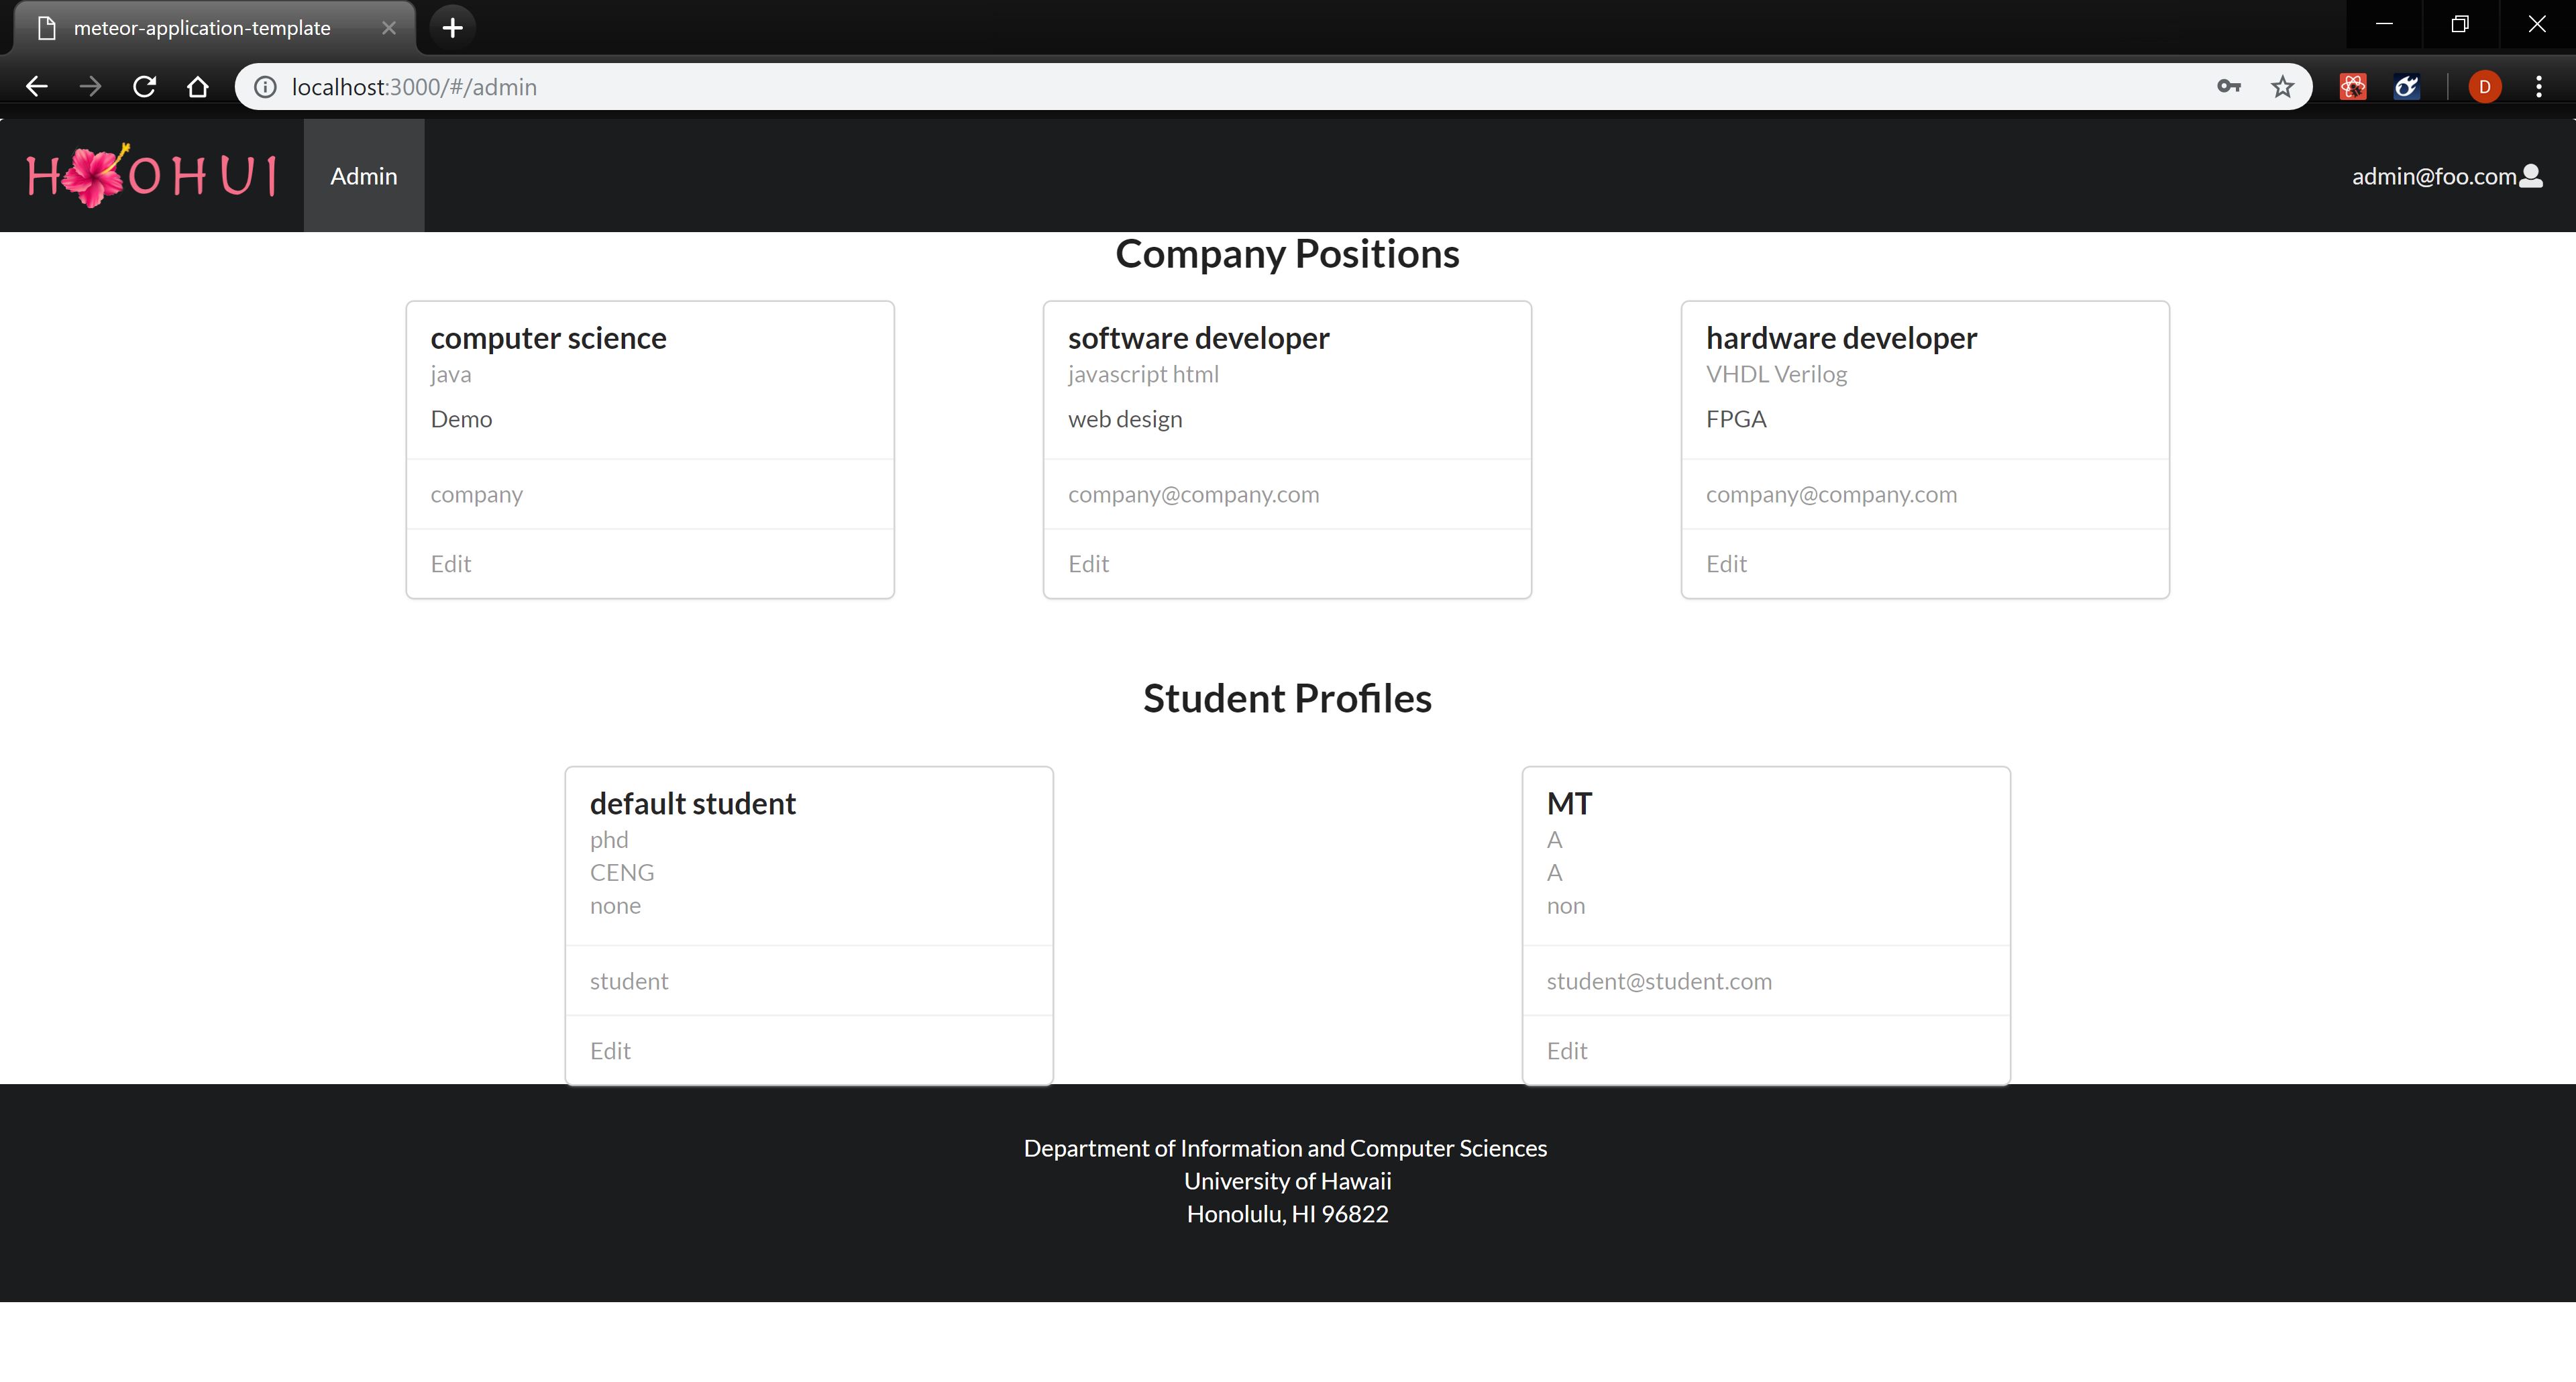 meteor-application-template
localhost:3000/#/admin
D
HOOHUI
Admin
admin@foo.com
Company Positions
computer science
java
Demo
company
Edit
software developer
javascript html
web design
company@company.com
Edit
hardware developer
VHDL Verilog
FPGA
company@company.com
Edit
Student Profiles
default student
phd
CENG
none
student
Edit
MT
A
A
non
student@student.com
Edit
Department of Information and Computer Sciences
University of Hawaii
Honolulu, HI 96822